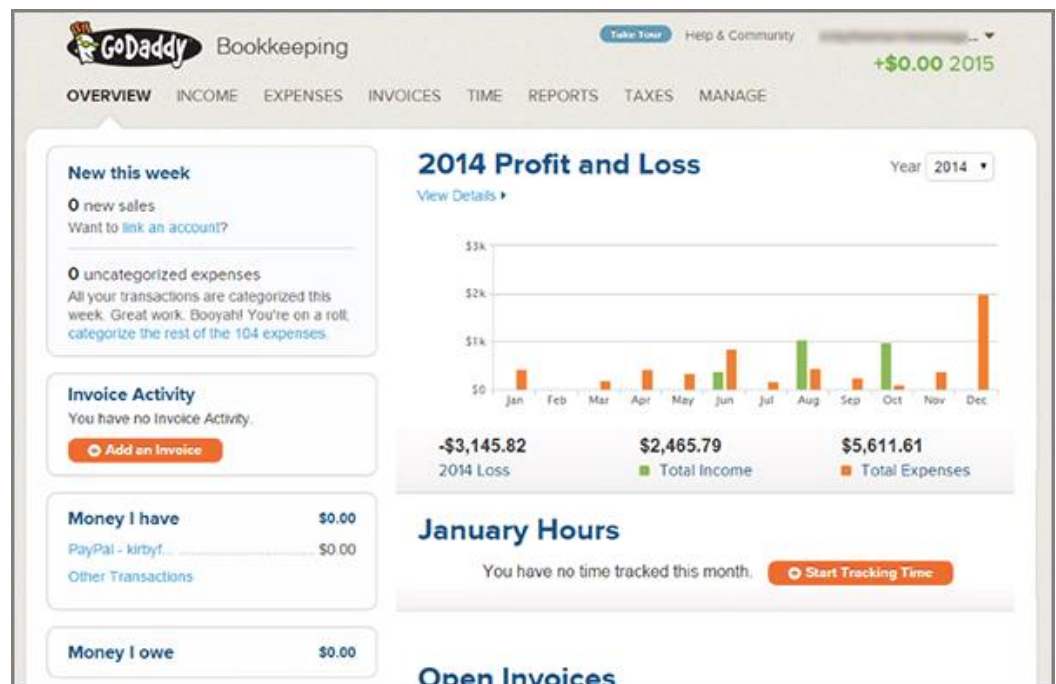 GoDaddy Bookkeeping
Take Tour Help & Community
+$0.00 2015
OVERVIEW INCOME EXPENSES INVOICES TIME REPORTS TAXES MANAGE
New this week
0 new sales
Want to link an account?
0 uncategorized expenses
All your transactions are categorized this
week. Great work. Booyah! You're on a roll,
categorize the rest of the 104 expenses.
Invoice Activity
You have no Invoice Activity.
Add an Invoice
Money I have $0.00
PayPal - kirbyf... $0.00
Other Transactions
Money I owe $0.00
2014 Profit and Loss
Year 2014
View Details
$3k
$2k
$1k
$0
Jan Feb Mar Apr May Jun Jul Aug Sep Oct Nov Dec
-$3,145.82 $2,465.79 $5,611.61
2014 Loss Total Income Total Expenses
January Hours
You have no time tracked this month. Start Tracking Time
Open Invoices